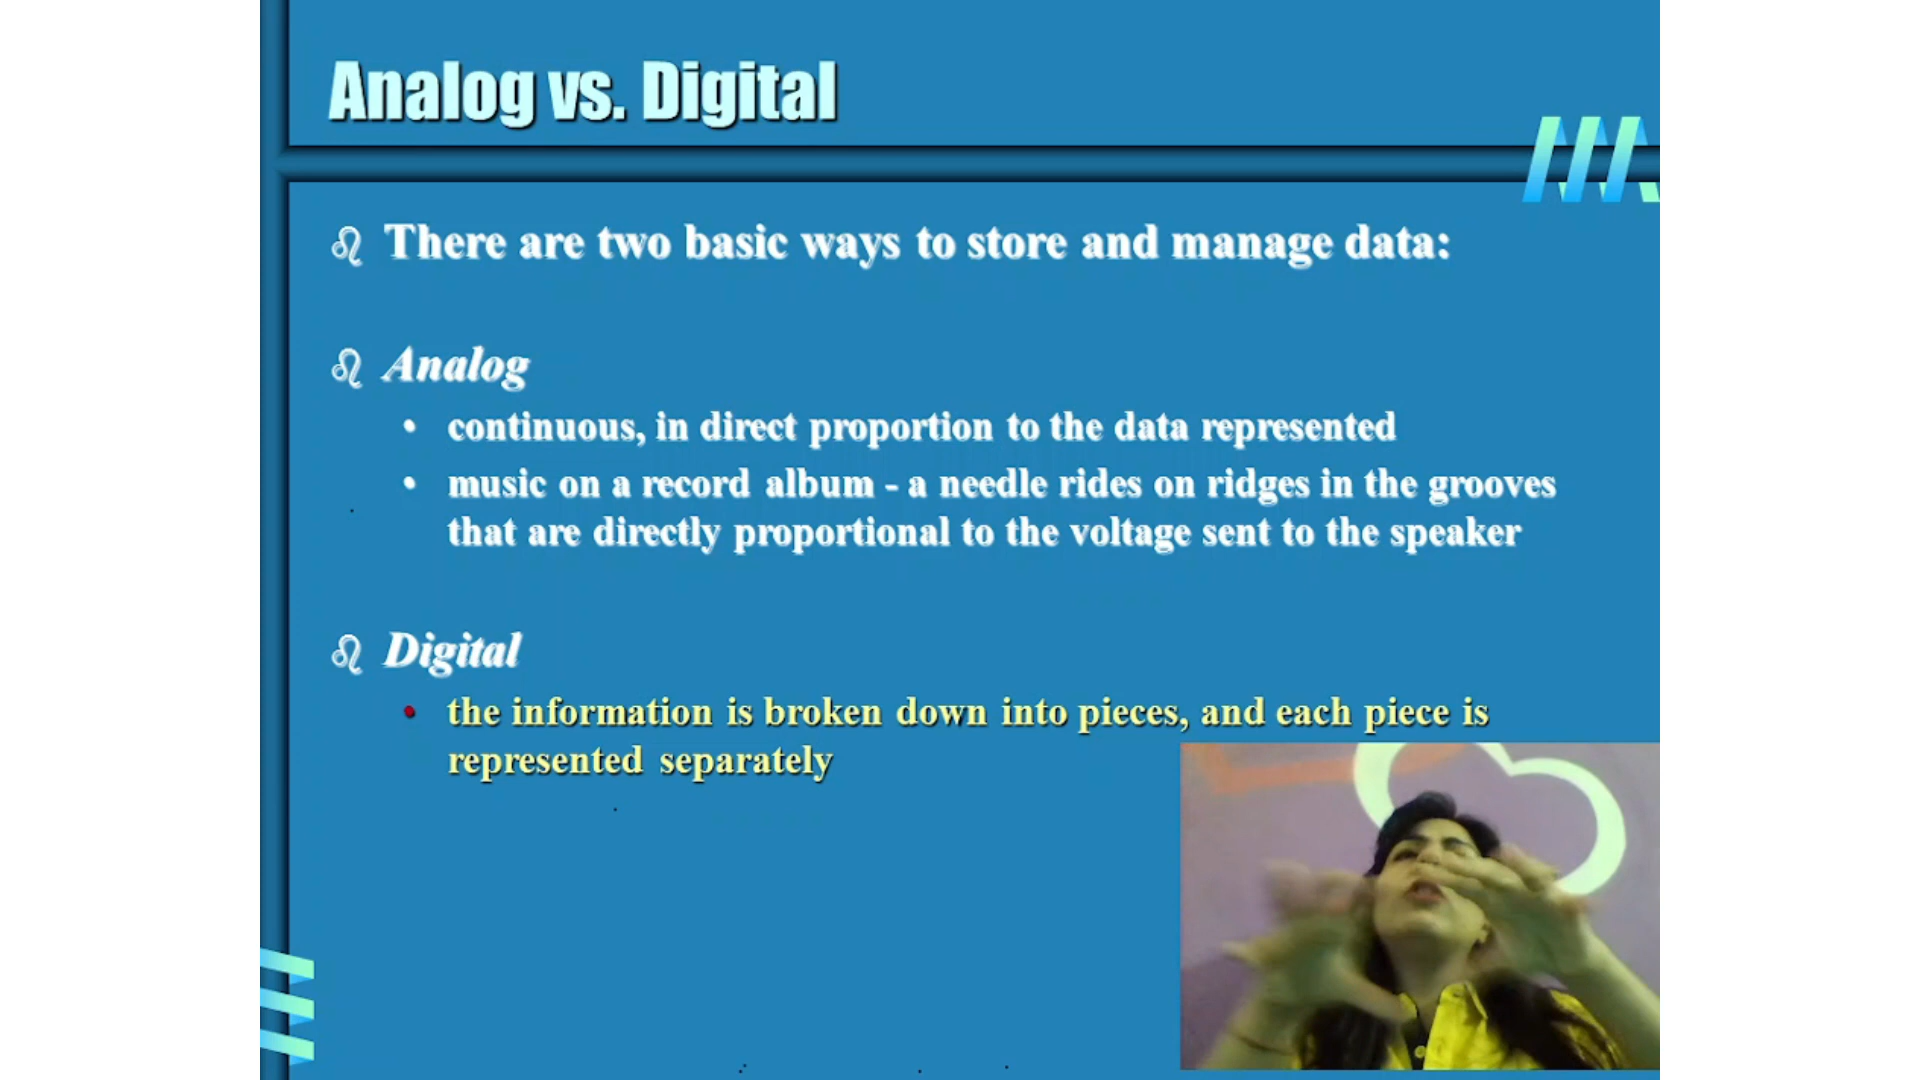 Analog vs. Digital
There are two basic ways to store and manage data:
Analog
• continuous, in direct proportion to the data represented
• music on a record album - a needle rides on ridges in the grooves
that are directly proportional to the voltage sent to the speaker
Digital
• the information is broken down into pieces, and each piece is
represented separately